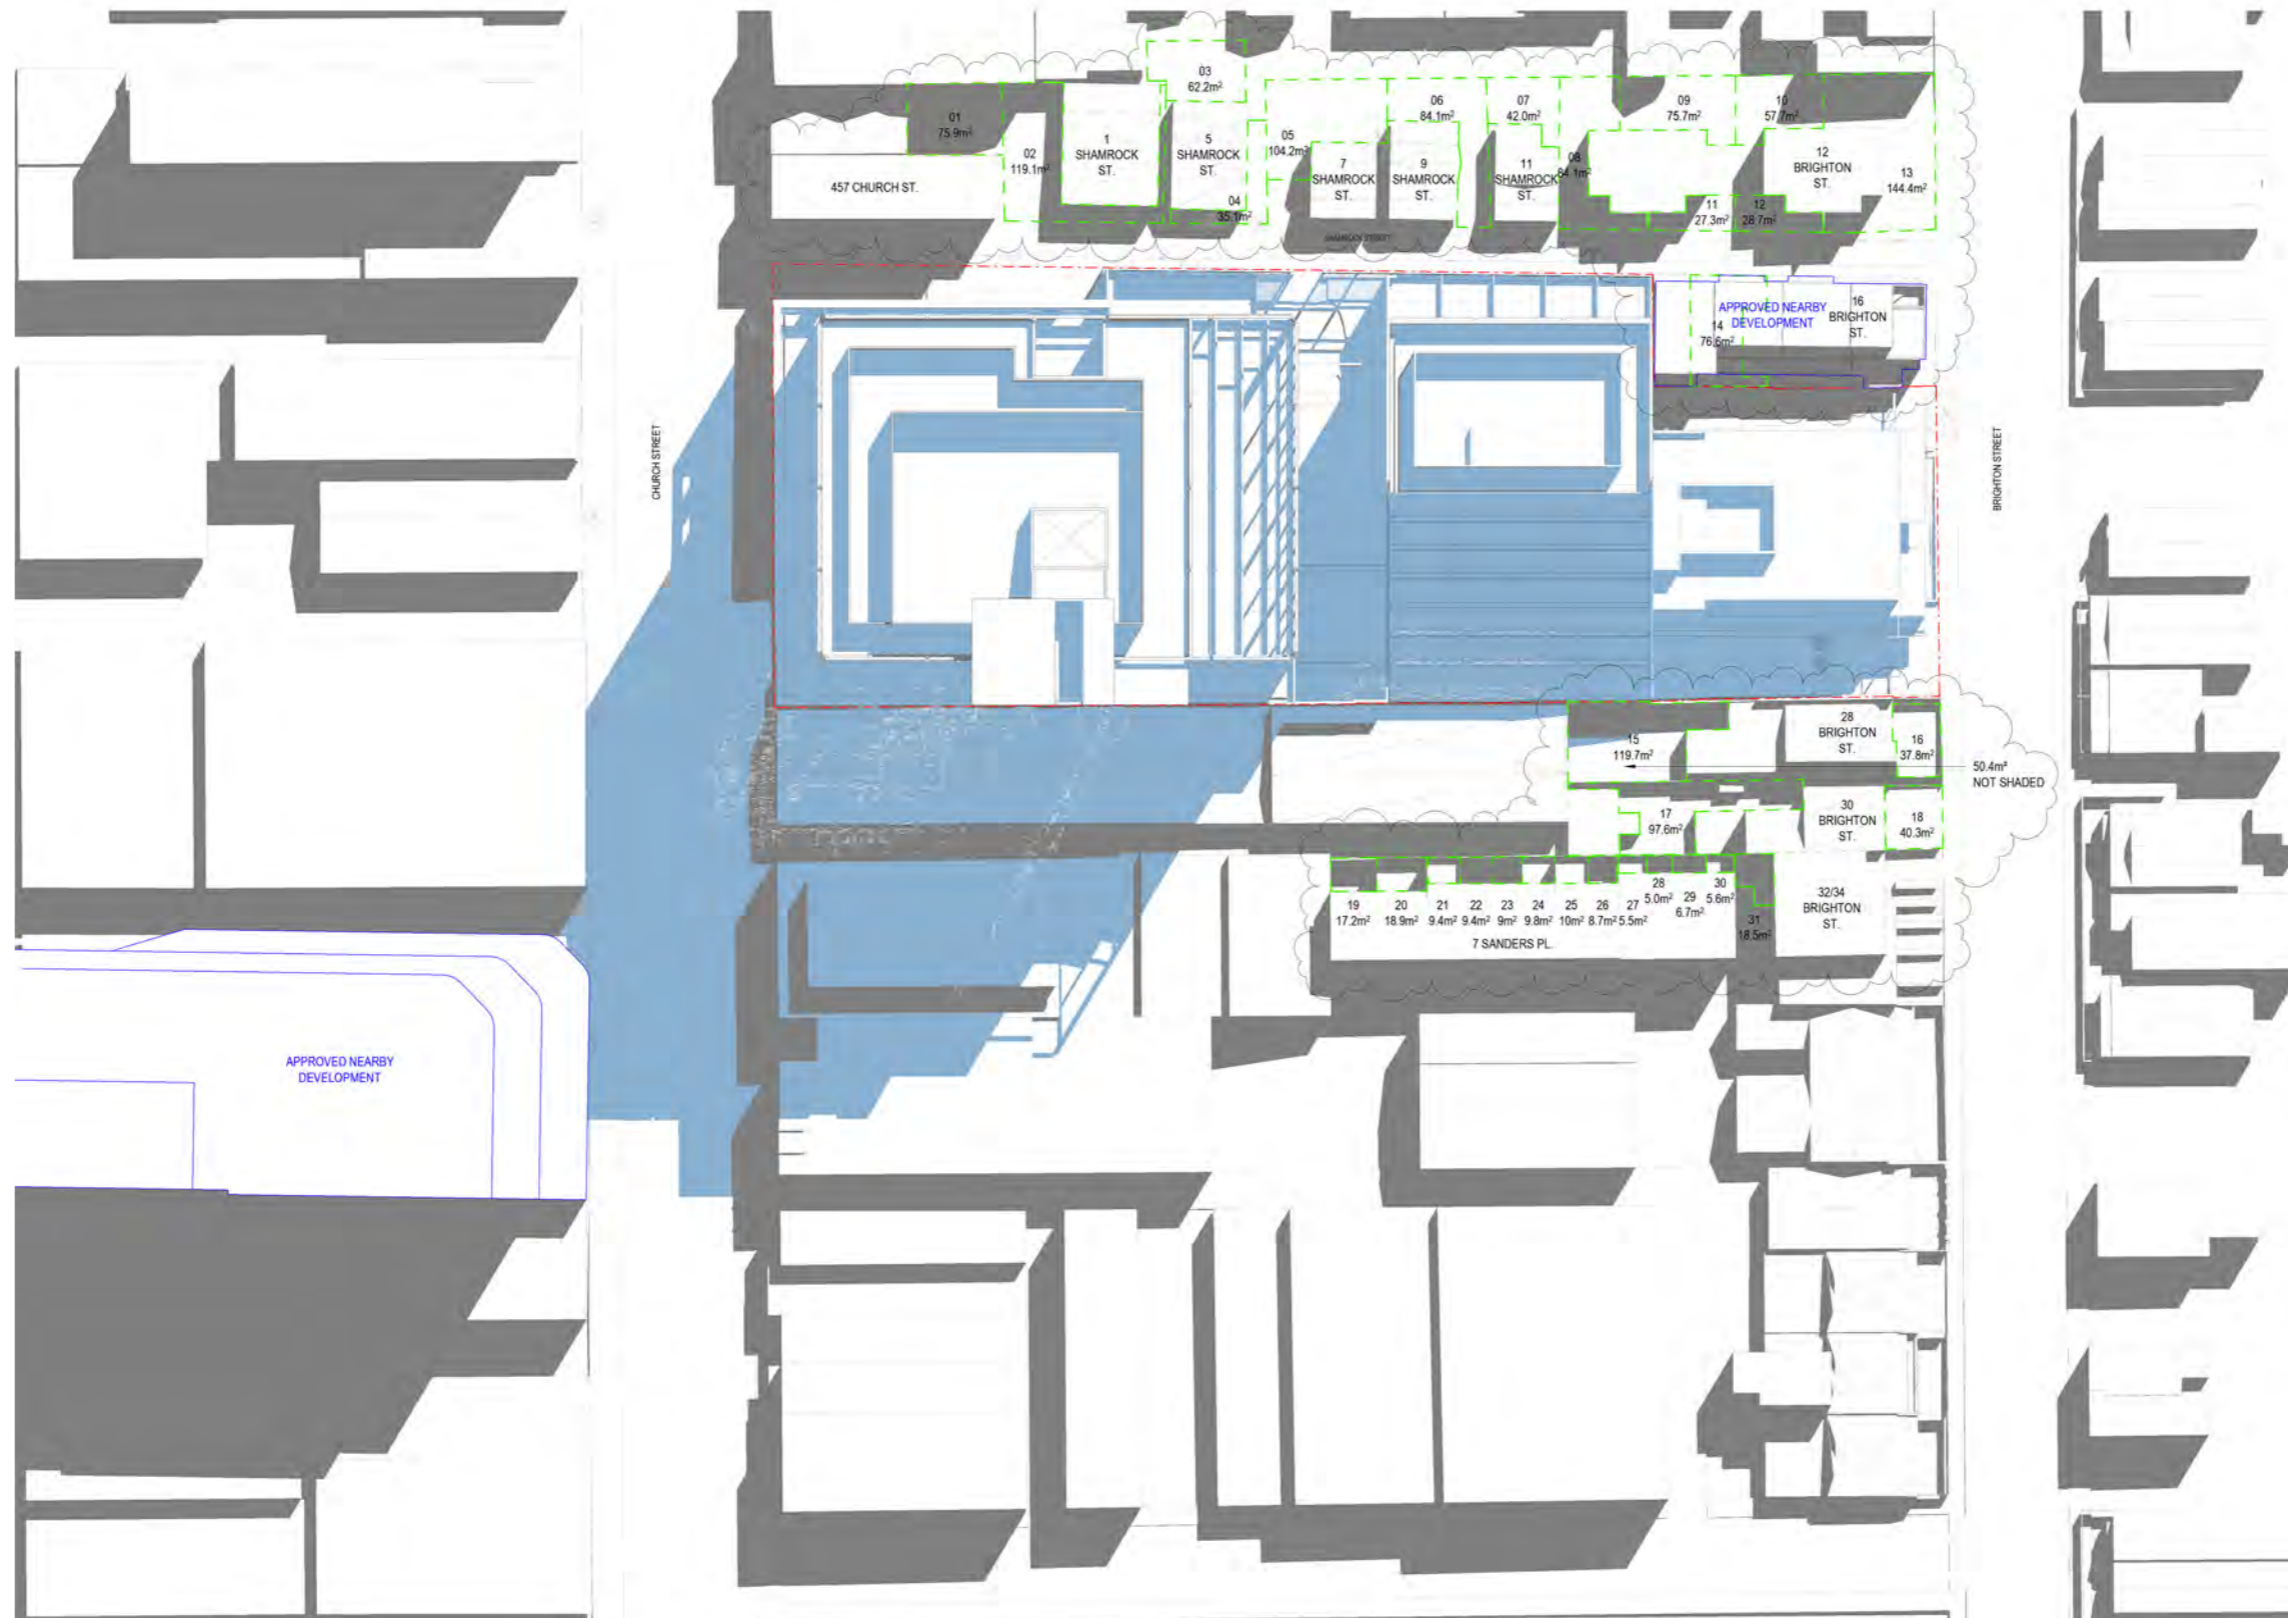 03
62.2m²
01
75.9m²
02
119.1m²
1
SHAMROCK
ST.
5
SHAMROCK
ST.
04
35.1m²
05
104.2m²
7
SHAMROCK
ST.
06
84.1m²
9
SHAMROCK
ST.
07
42.0m²
11
SHAMROCK
ST.
08
84.1m²
09
75.7m²
10
57.7m²
12
BRIGHTON
ST.
13
144.4m²
11
27.3m²
12
28.7m²
457 CHURCH ST.
SHAMROCK STREET
APPROVED NEARBY
DEVELOPMENT
14
76.6m²
16
BRIGHTON
ST.
CHURCH STREET
BRIGHTON STREET
28
BRIGHTON
ST.
15
119.7m²
16
37.8m²
50.4m²
NOT SHADED
17
97.6m²
30
BRIGHTON
ST.
18
40.3m²
19
17.2m²
20
18.9m²
21
9.4m²
22
9.4m²
23
9m²
24
9.8m²
25
10m²
26
8.7m²
27
5.5m²
28
5.0m²
29
6.7m²
30
5.6m²
31
18.5m²
32/34
BRIGHTON
ST.
7 SANDERS PL.
APPROVED NEARBY
DEVELOPMENT